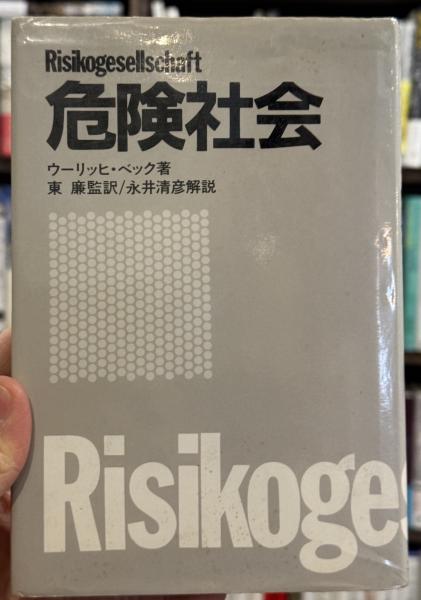 Risikogesellschaft
危険社会
ウーリッヒ・ベック著
東 廉監訳/永井清彦解説
Risikoges